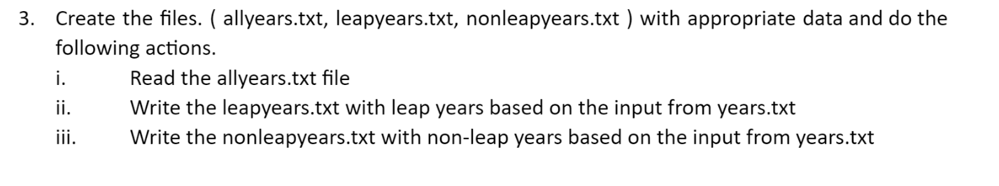 3. Create the files. ( allyears.txt, leapyears.txt, nonleapyears.txt ) with appropriate data and do the
following actions.
i. Read the allyears.txt file
ii. Write the leapyears.txt with leap years based on the input from years.txt
iii. Write the nonleapyears.txt with non-leap years based on the input from years.txt